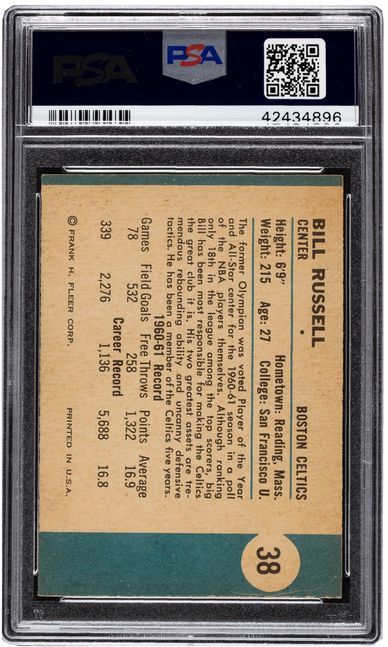 PSA
PSA
42434896
BILL RUSSELL
BOSTON CELTICS
CENTER
38
Height: 6'9" Hometown: Reading, Mass.
Weight: 215 Age: 27 College: San Francisco U.
The former Olympian was voted Player of the Year
and All-Star center for the 1960-61 season in a poll
of the NBA players themselves. Although ranking
only 18th in the league among the top scorers, big
Bill has been most responsible for making the Celtics
the great club it is. His two greatest assets are tre-
mendous rebounding ability and uncanny defensive
tactics. He has been a member of the Celtics five years.
1960-61 Record
Games Field Goals Free Throws Points Average
78 532 258 1,322 16.9
Career Record
339 2,276 1,136 5,688 16.8
© FRANK H. FLEER CORP. PRINTED IN U.S.A.